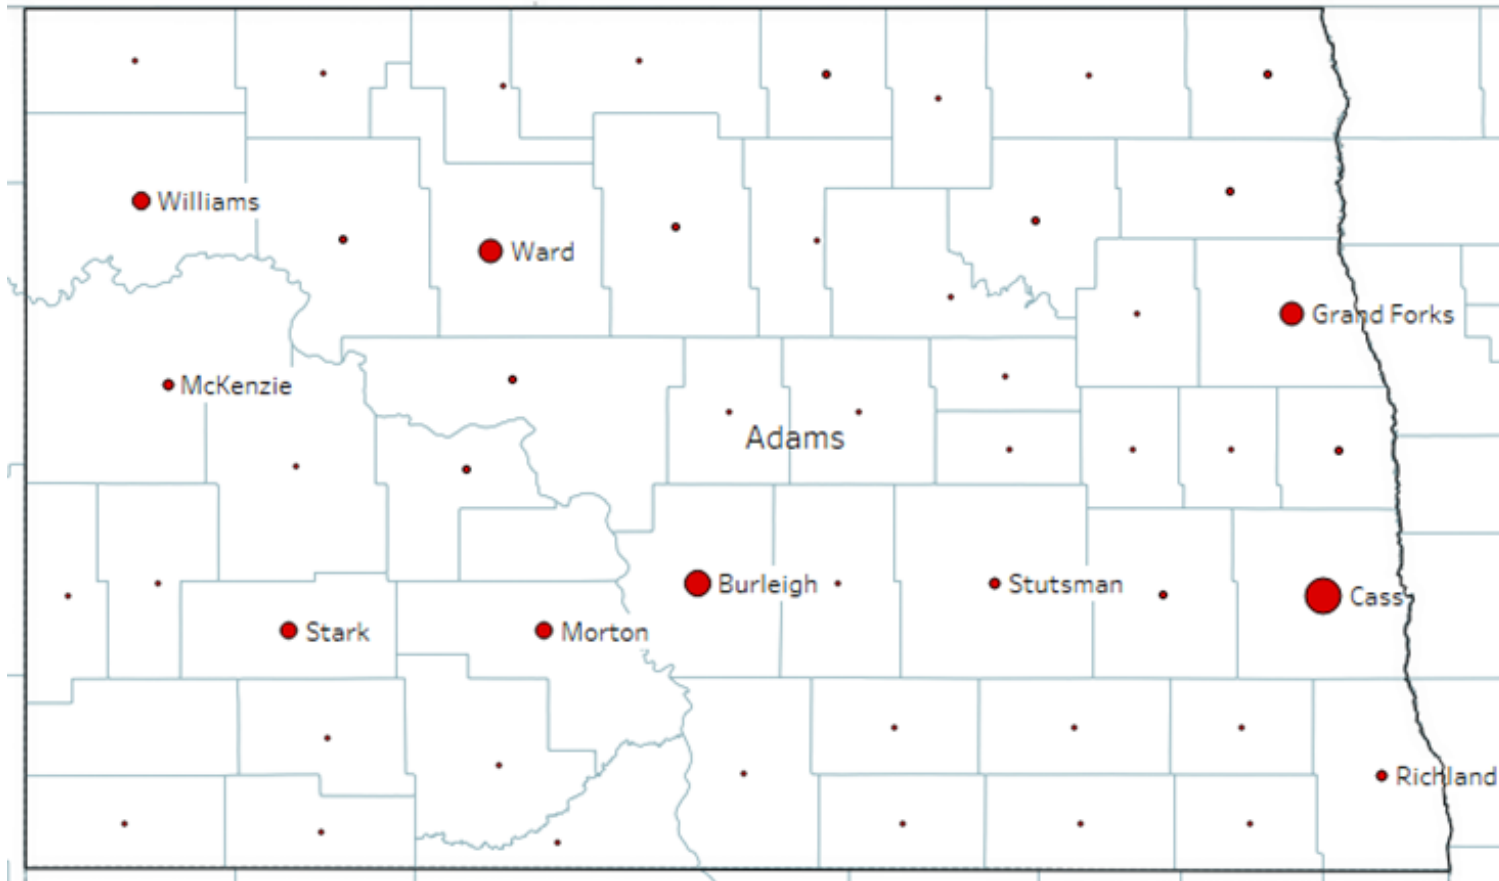 Williams
Ward
Grand Forks
McKenzie
Adams
Burleigh
Stutsman
Cass
Stark
Morton
Richland